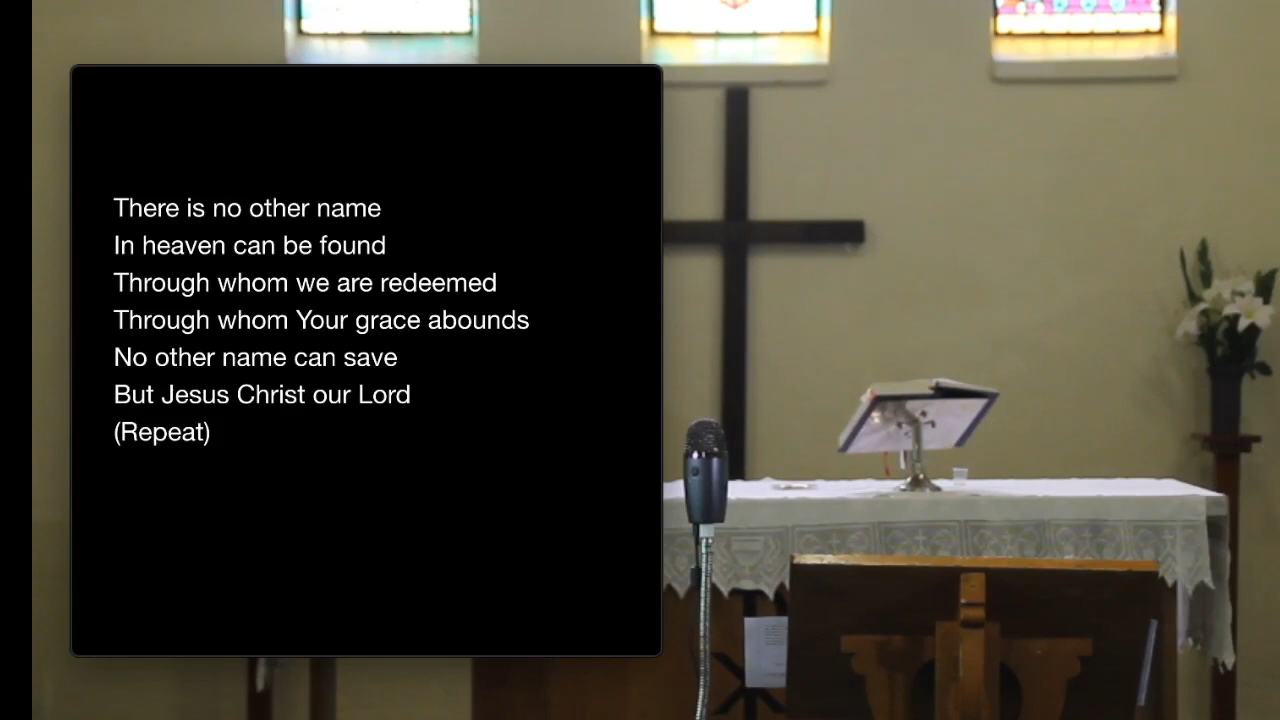 There is no other name
In heaven can be found
Through whom we are redeemed
Through whom Your grace abounds
No other name can save
But Jesus Christ our Lord
(Repeat)